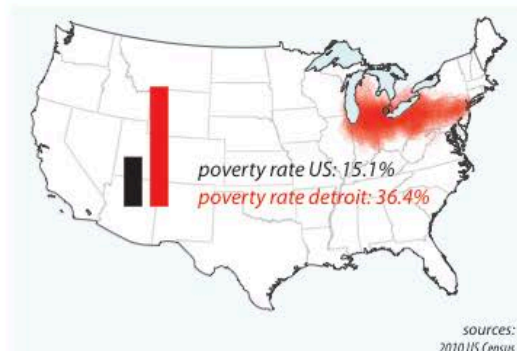 poverty rate US: 15.1%
poverty rate detroit: 36.4%
sources:
2010 US Census